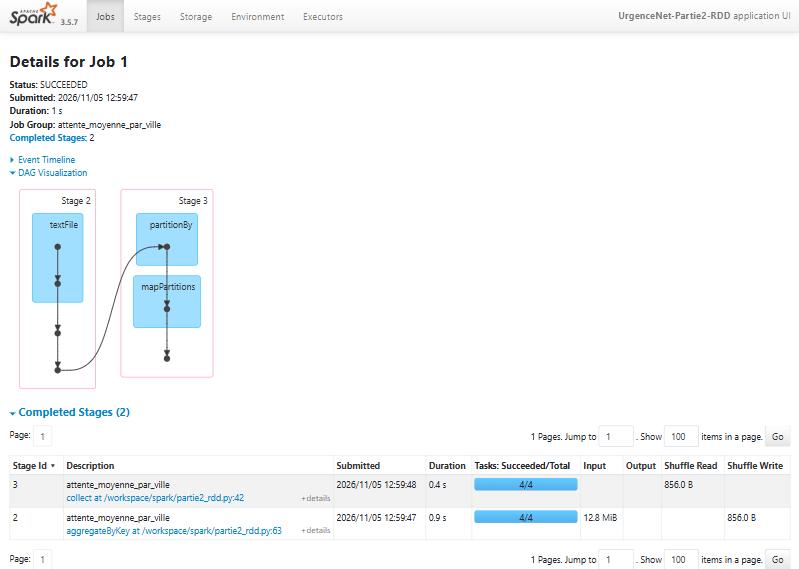 APACHE
Spark 3.5.7 Jobs Stages Storage Environment Executors UrgenceNet-Partie2-RDD application UI
Details for Job 1
Status: SUCCEEDED
Submitted: 2026/11/05 12:59:47
Duration: 1 s
Job Group: attente_moyenne_par_ville
Completed Stages: 2
Event Timeline
DAG Visualization
Stage 2 Stage 3
textFile partitionBy
mapPartitions
Completed Stages (2)
Page: 1 1 Pages. Jump to 1 . Show 100 items in a page. Go
Stage Id Description Submitted Duration Tasks: Succeeded/Total Input Output Shuffle Read Shuffle Write
3 attente_moyenne_par_ville 2026/11/05 12:59:48 0.4 s 4/4 856.0 B
collect at /workspace/spark/partie2_rdd.py:42 +details
2 attente_moyenne_par_ville 2026/11/05 12:59:47 0.9 s 4/4 12.8 MiB 856.0 B
aggregateByKey at /workspace/spark/partie2_rdd.py:63 +details
Page: 1 1 Pages. Jump to 1 . Show 100 items in a page. Go